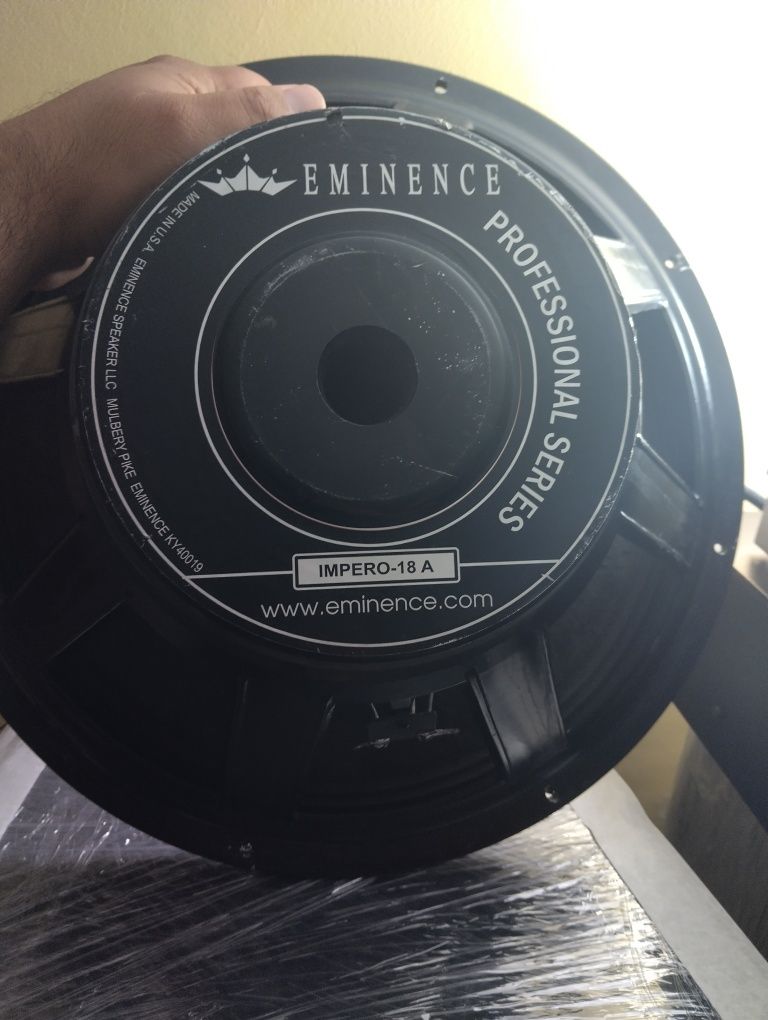 EMINENCE
PROFESSIONAL SERIES
MADE IN U.S.A. EMINENCE SPEAKER LLC MULBERY PIKE EMINENCE KY40019
IMPERO-18 A
www.eminence.com